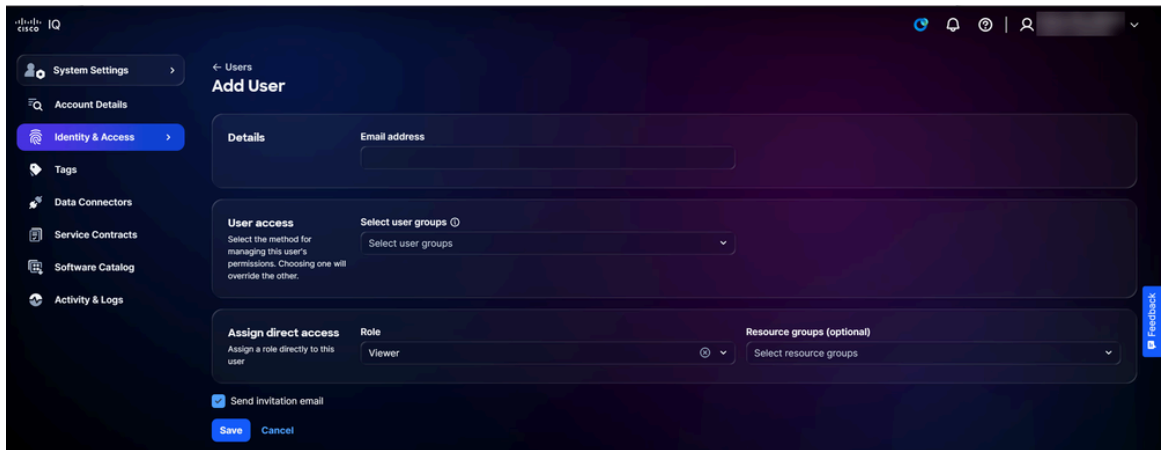 cisco IQ
System Settings
← Users
Add User
Account Details
Identity & Access
Tags
Data Connectors
Service Contracts
Software Catalog
Activity & Logs
Details
Email address
User access
Select the method for
managing this user's
permissions. Choosing one will
override the other.
Select user groups
Select user groups
Assign direct access
Assign a role directly to this
user
Role
Viewer
Resource groups (optional)
Select resource groups
Send invitation email
Save Cancel
Feedback